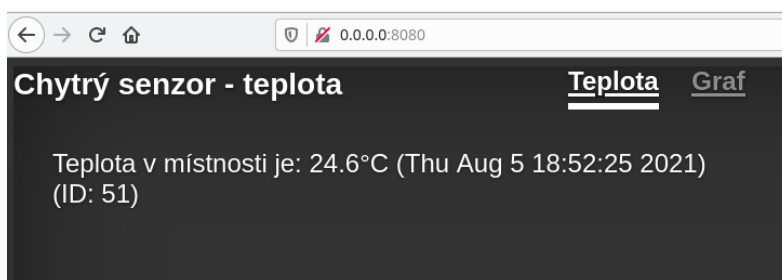 0.0.0.0:8080
Chytrý senzor - teplota Teplota Graf
Teplota v místnosti je: 24.6°C (Thu Aug 5 18:52:25 2021)
(ID: 51)